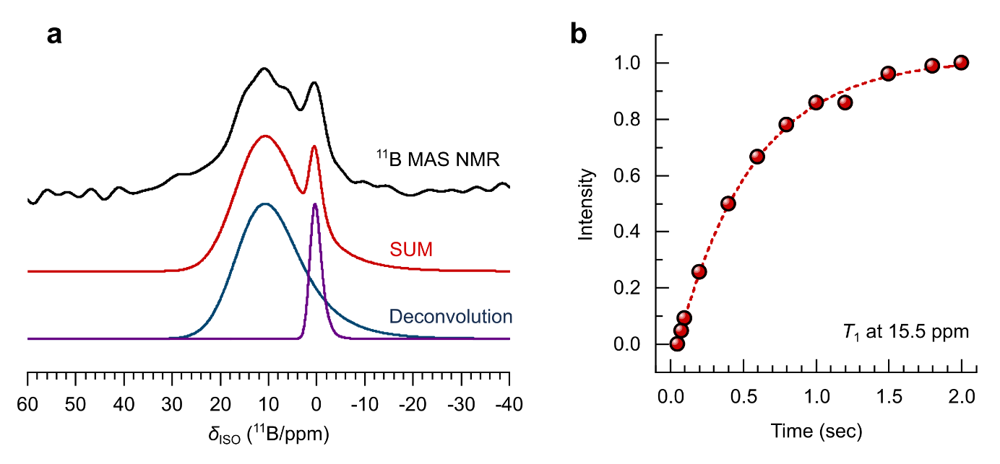 a
¹¹B MAS NMR
SUM
Deconvolution
60 50 40 30 20 10 0 -10 -20 -30 -40
δISO (¹¹B/ppm)
b
1.0
0.8
0.6
0.4
0.2
0.0
Intensity
T₁ at 15.5 ppm
0.0 0.5 1.0 1.5 2.0
Time (sec)